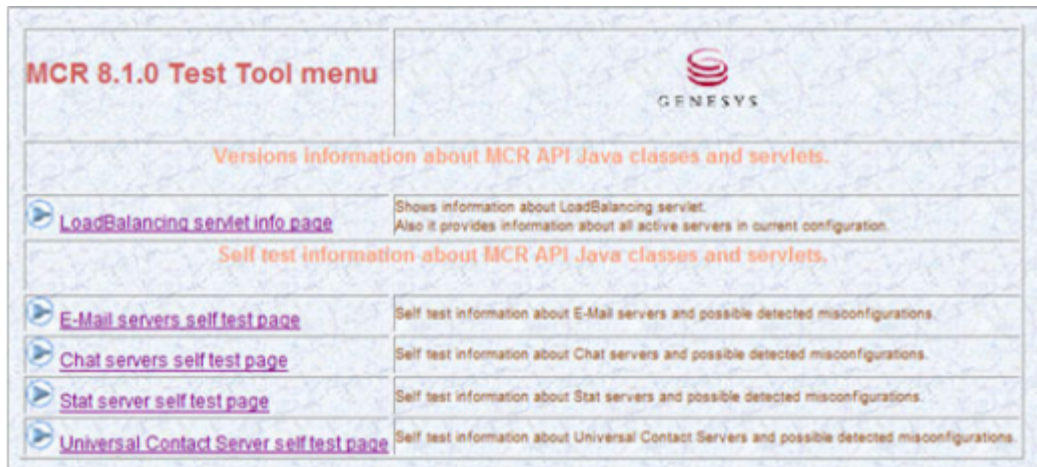 MCR 8.1.0 Test Tool menu
GENESYS
Versions information about MCR API Java classes and servlets.
LoadBalancing servlet info page
Shows information about LoadBalancing servlet.
Also it provides information about all active servers in current configuration.
Self test information about MCR API Java classes and servlets.
E-Mail servers self test page
Self test information about E-Mail servers and possible detected misconfigurations.
Chat servers self test page
Self test information about Chat servers and possible detected misconfigurations.
Stat server self test page
Self test information about Stat servers and possible detected misconfigurations.
Universal Contact Server self test page
Self test information about Universal Contact Servers and possible detected misconfigurations.